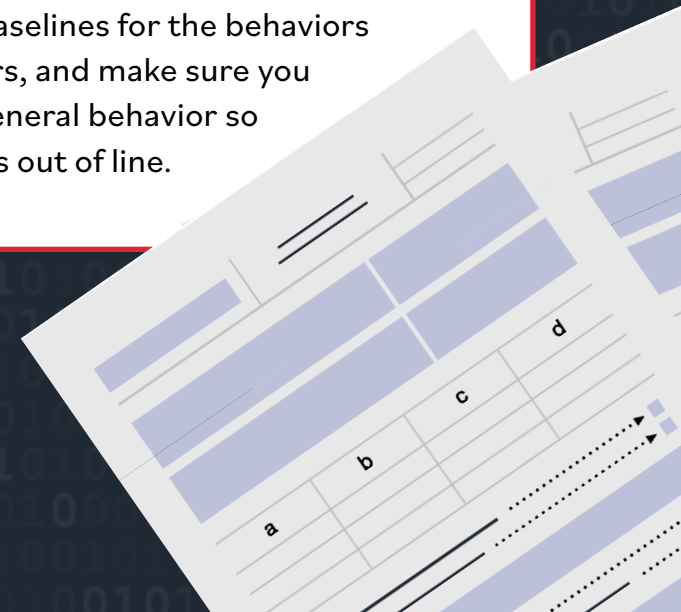 aselines for the behaviors
rs, and make sure you
eneral behavior so
s out of line.
a
b
c
d